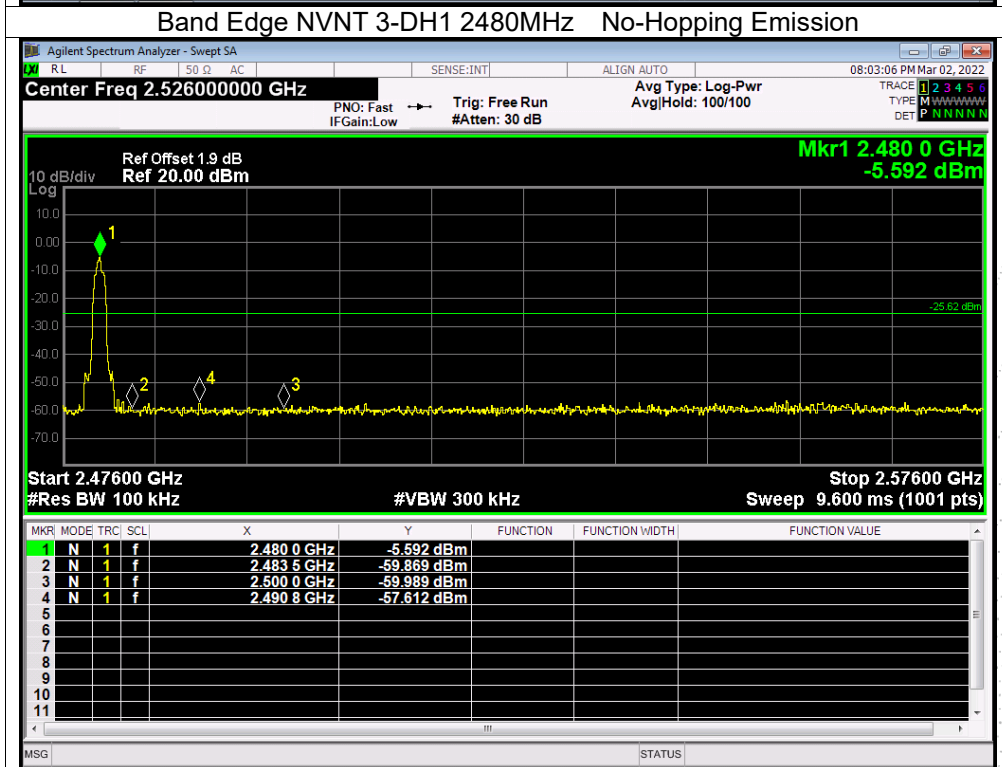 Band Edge NVNT 3-DH1 2480MHz No-Hopping Emission
Agilent Spectrum Analyzer - Swept SA
LXI RL RF 50 Ω AC SENSE:INT ALIGN AUTO 08:03:06 PM Mar 02, 2022
Center Freq 2.526000000 GHz
PNO: Fast Trig: Free Run Avg Type: Log-Pwr TRACE 1 2 3 4 5 6
IFGain:Low #Atten: 30 dB Avg|Hold: 100/100 TYPE M WWWWW
DET P N N N N N
Mkr1 2.480 0 GHz
-5.592 dBm
Ref Offset 1.9 dB
10 dB/div Ref 20.00 dBm
Log
10.0
0.00
1
-10.0
-20.0
-25.62 dBm
-30.0
-40.0
-50.0
2 4 3
-60.0
-70.0
Start 2.47600 GHz Stop 2.57600 GHz
#Res BW 100 kHz #VBW 300 kHz Sweep 9.600 ms (1001 pts)
MKR MODE TRC SCL X Y FUNCTION FUNCTION WIDTH FUNCTION VALUE
1 N 1 f 2.480 0 GHz -5.592 dBm
2 N 1 f 2.483 5 GHz -59.869 dBm
3 N 1 f 2.500 0 GHz -59.989 dBm
4 N 1 f 2.490 8 GHz -57.612 dBm
5
6
7
8
9
10
11
MSG STATUS